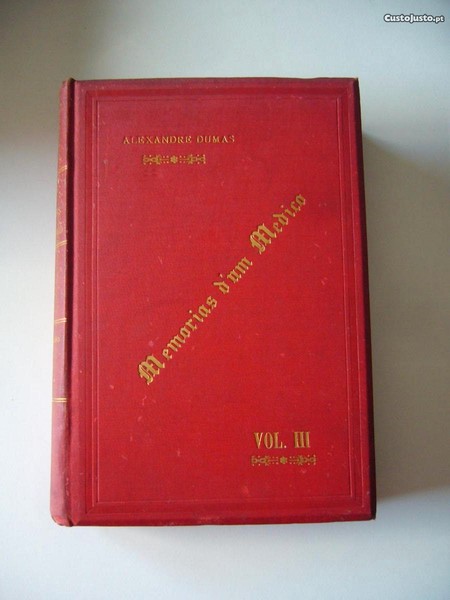 CustoJusto.pt
ALEXANDRE DUMAS
Memorias d'um Medico
VOL. III